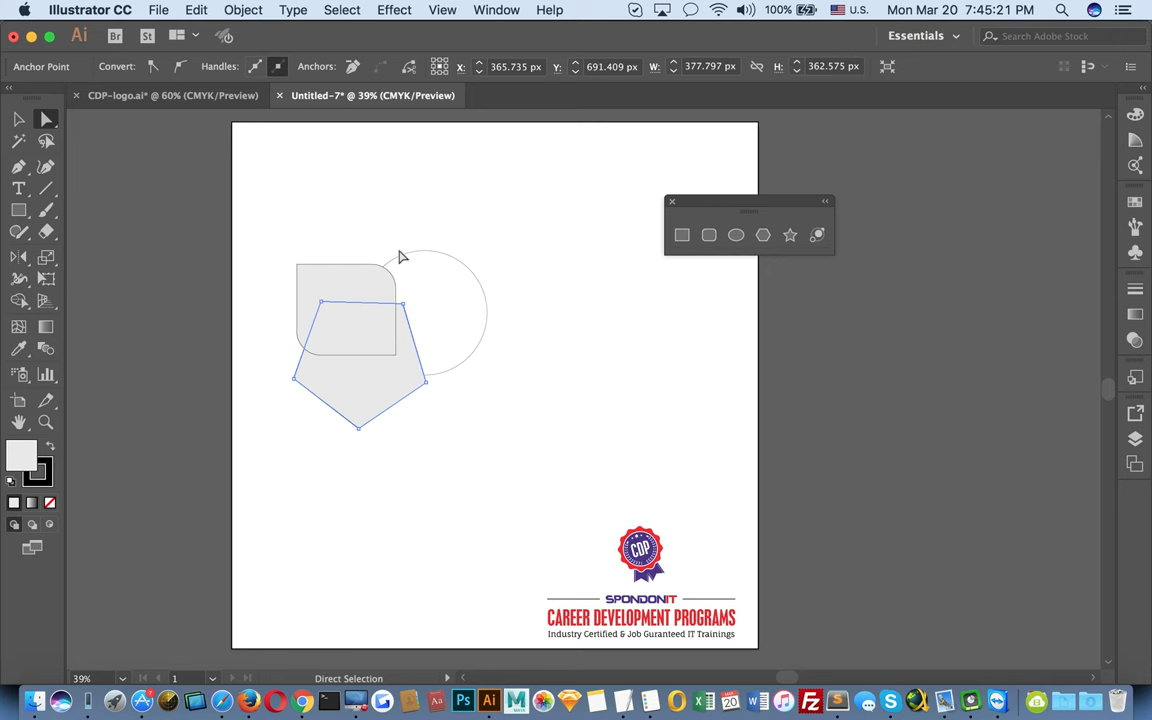 Illustrator CC File Edit Object Type Select Effect View Window Help 100% U.S. Mon Mar 20 7:45:21 PM
Ai Br St Essentials Search Adobe Stock
Anchor Point Convert: Handles: Anchors: X: 365.735 px Y: 691.409 px W: 377.797 px H: 362.575 px
× CDP-logo.ai* @ 60% (CMYK/Preview) × Untitled-7* @ 39% (CMYK/Preview)
CDP
SPONDONIT
CAREER DEVELOPMENT PROGRAMS
Industry Certified & Job Guranteed IT Trainings
39% 1 Direct Selection